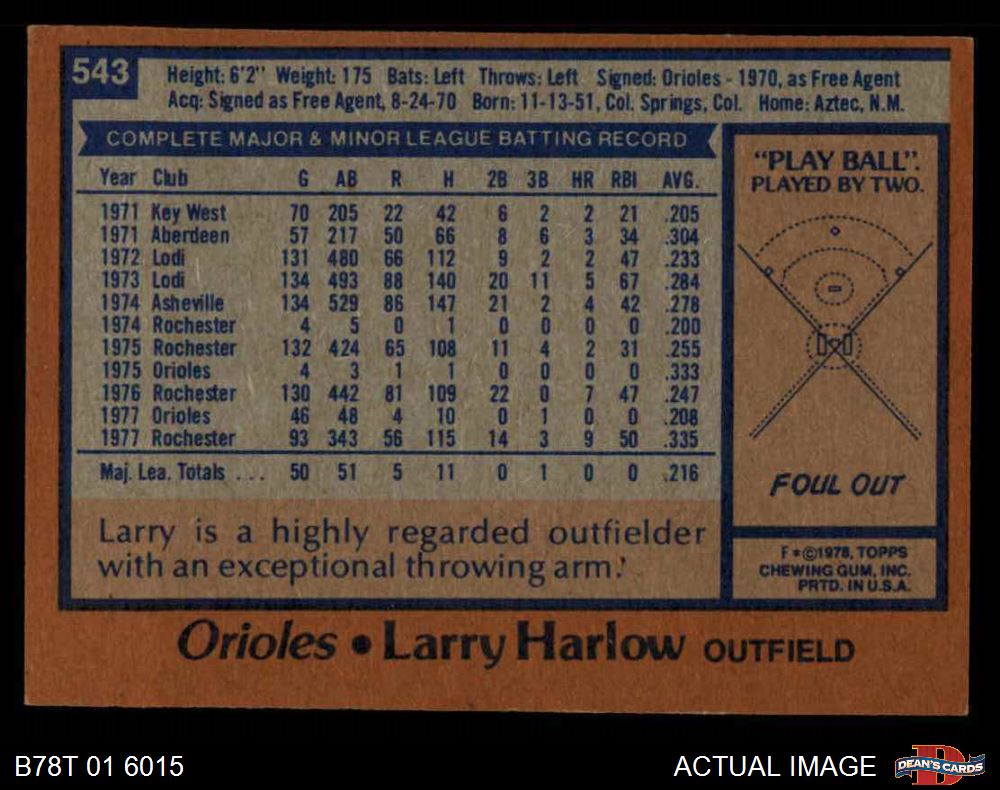 543
Height: 6'2" Weight: 175 Bats: Left Throws: Left Signed: Orioles - 1970, as Free Agent
Acq: Signed as Free Agent, 8-24-70 Born: 11-13-51, Col. Springs, Col. Home: Aztec, N.M.
COMPLETE MAJOR & MINOR LEAGUE BATTING RECORD
Year Club G AB R H 2B 3B HR RBI AVG.
1971 Key West 70 205 22 42 6 2 2 21 .205
1971 Aberdeen 57 217 50 66 8 6 3 34 .304
1972 Lodi 131 480 66 112 9 2 2 47 .233
1973 Lodi 134 493 88 140 20 11 5 67 .284
1974 Asheville 134 529 86 147 21 2 4 42 .278
1974 Rochester 4 5 0 1 0 0 0 0 .200
1975 Rochester 132 424 65 108 11 4 2 31 .255
1975 Orioles 4 3 1 1 0 0 0 0 .333
1976 Rochester 130 442 81 109 22 0 7 47 .247
1977 Orioles 46 48 4 10 0 1 0 0 .208
1977 Rochester 93 343 56 115 14 3 9 50 .335
Maj. Lea. Totals ... 50 51 5 11 0 1 0 0 .216
Larry is a highly regarded outfielder
with an exceptional throwing arm.'
"PLAY BALL".
PLAYED BY TWO.
FOUL OUT
F*©1978, TOPPS
CHEWING GUM, INC.
PRTD. IN U.S.A.
Orioles • Larry Harlow OUTFIELD
B78T 01 6015
ACTUAL IMAGE
D
DEAN'S CARDS